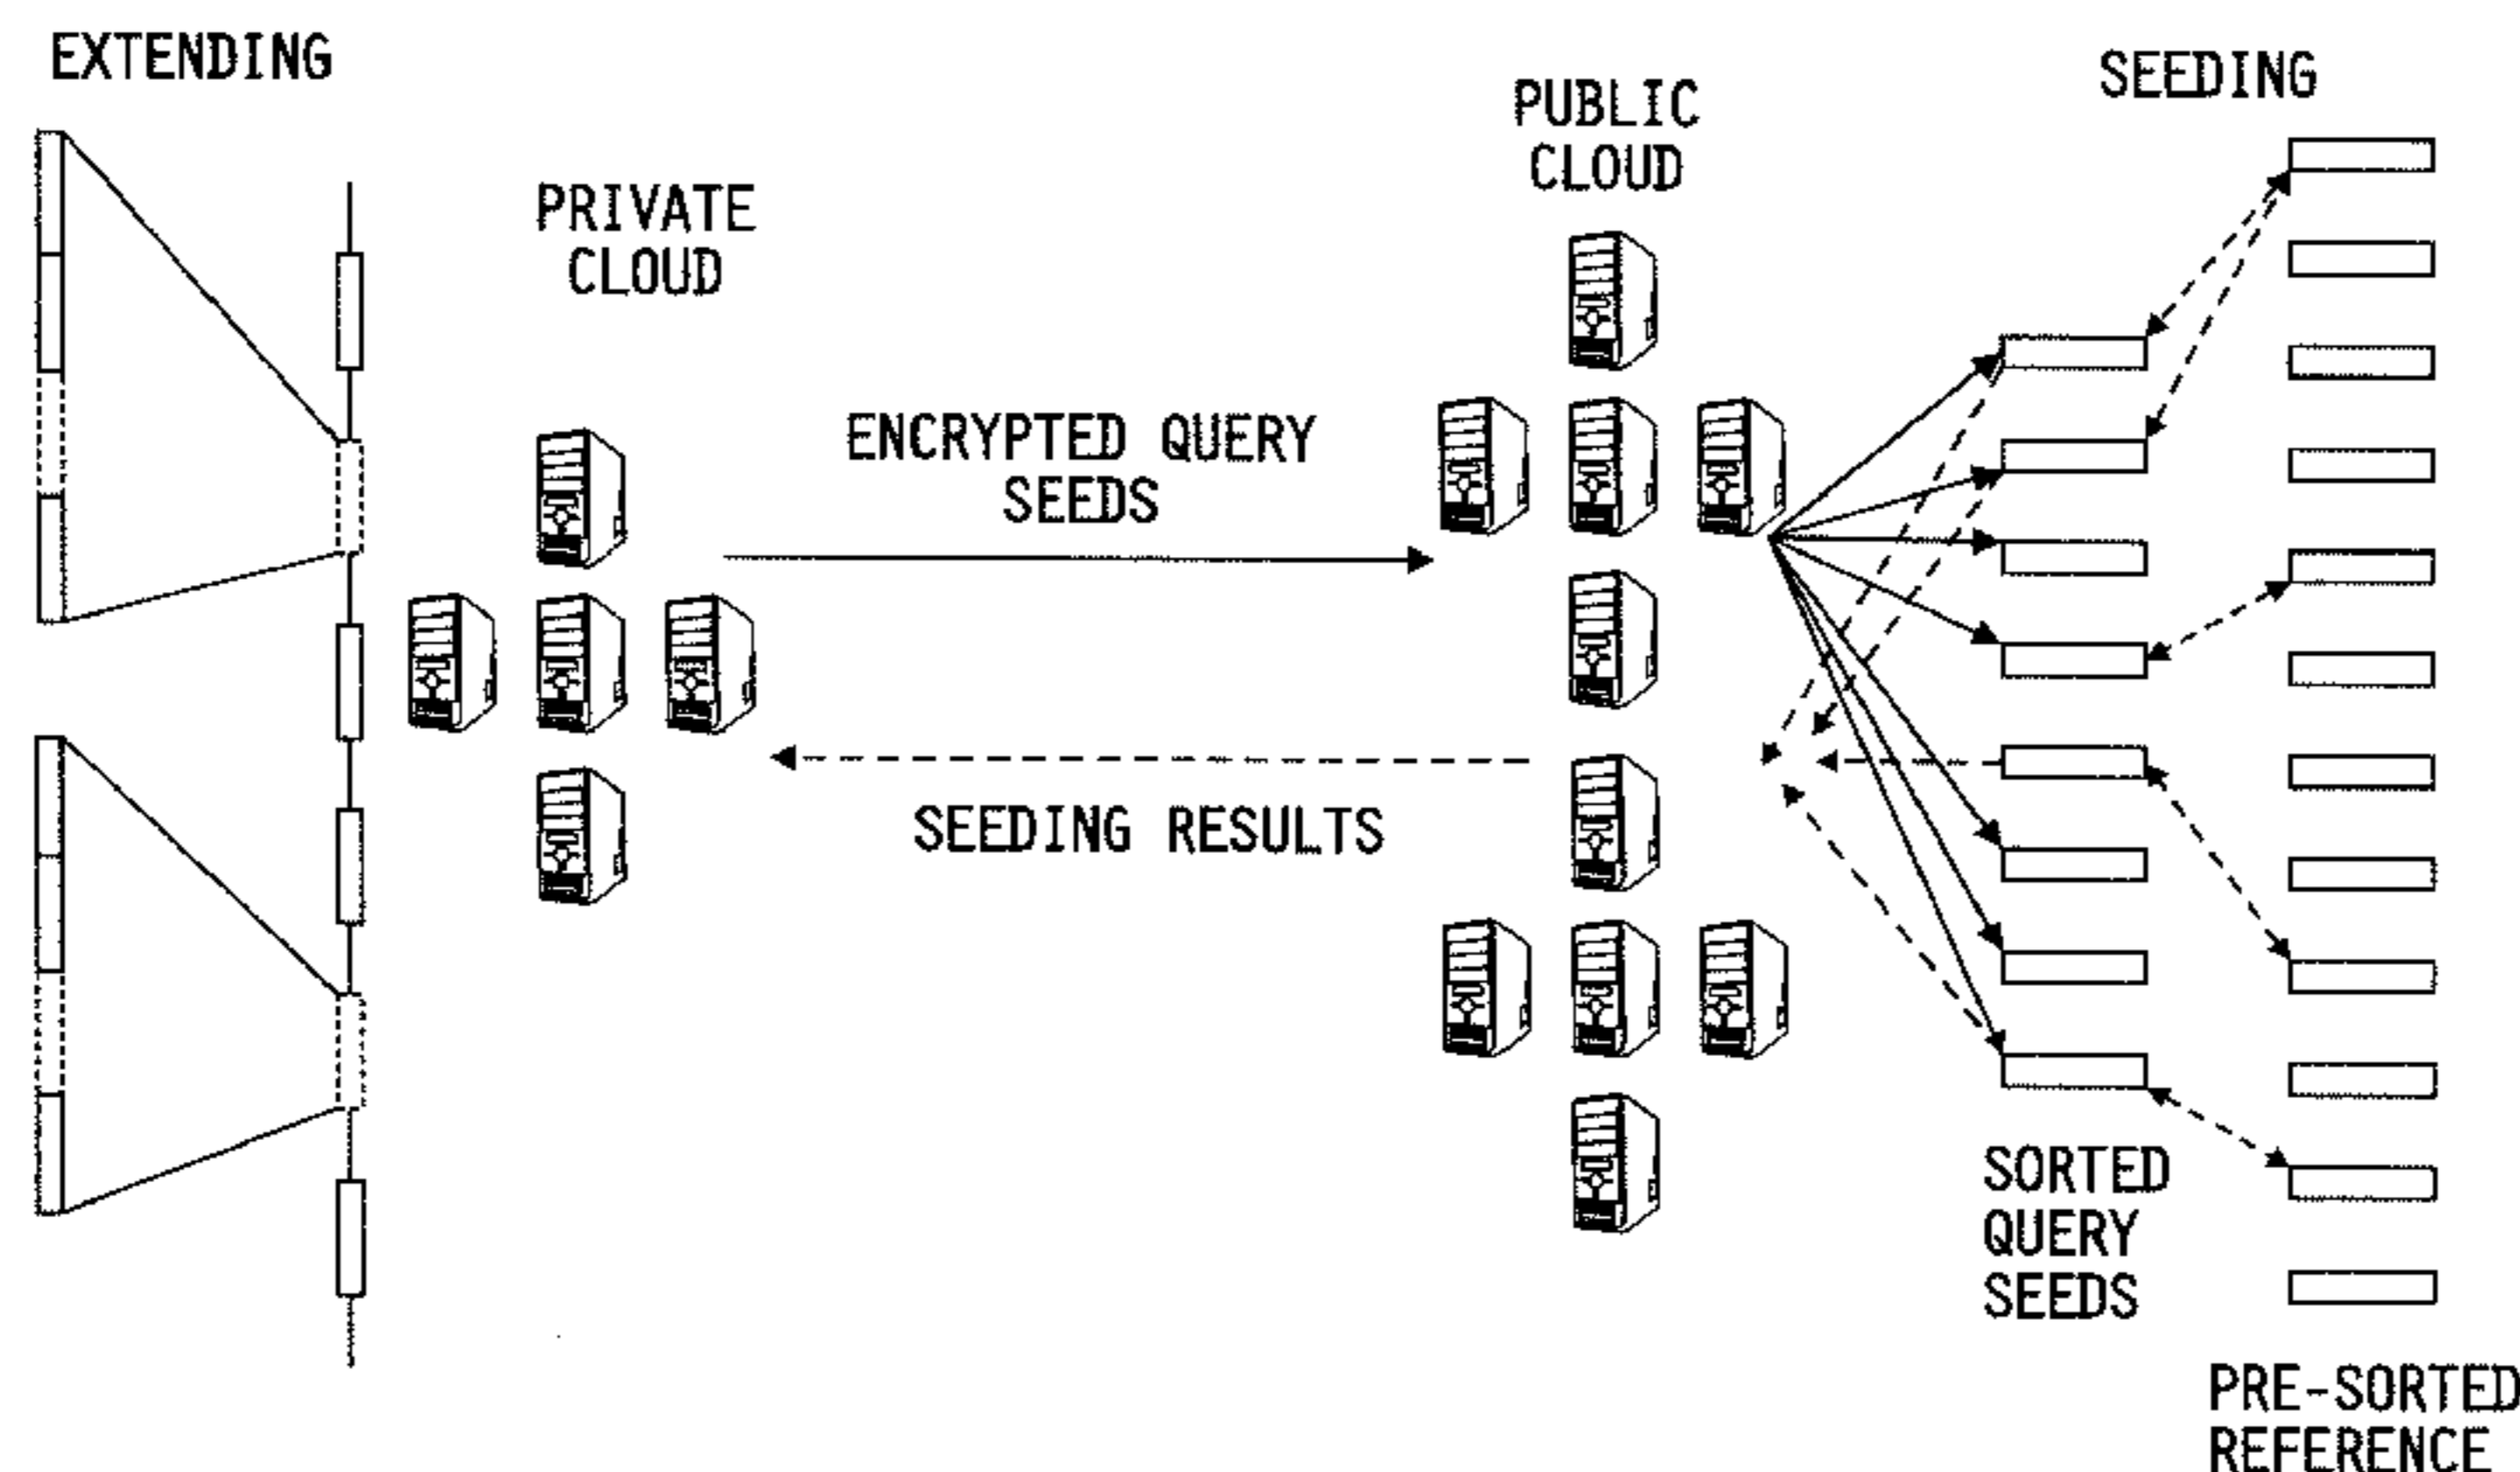 EXTENDING
PRIVATE
CLOUD
ENCRYPTED QUERY
SEEDS
SEEDING RESULTS
PUBLIC
CLOUD
SEEDING
SORTED
QUERY
SEEDS
PRE-SORTED
REFERENCE